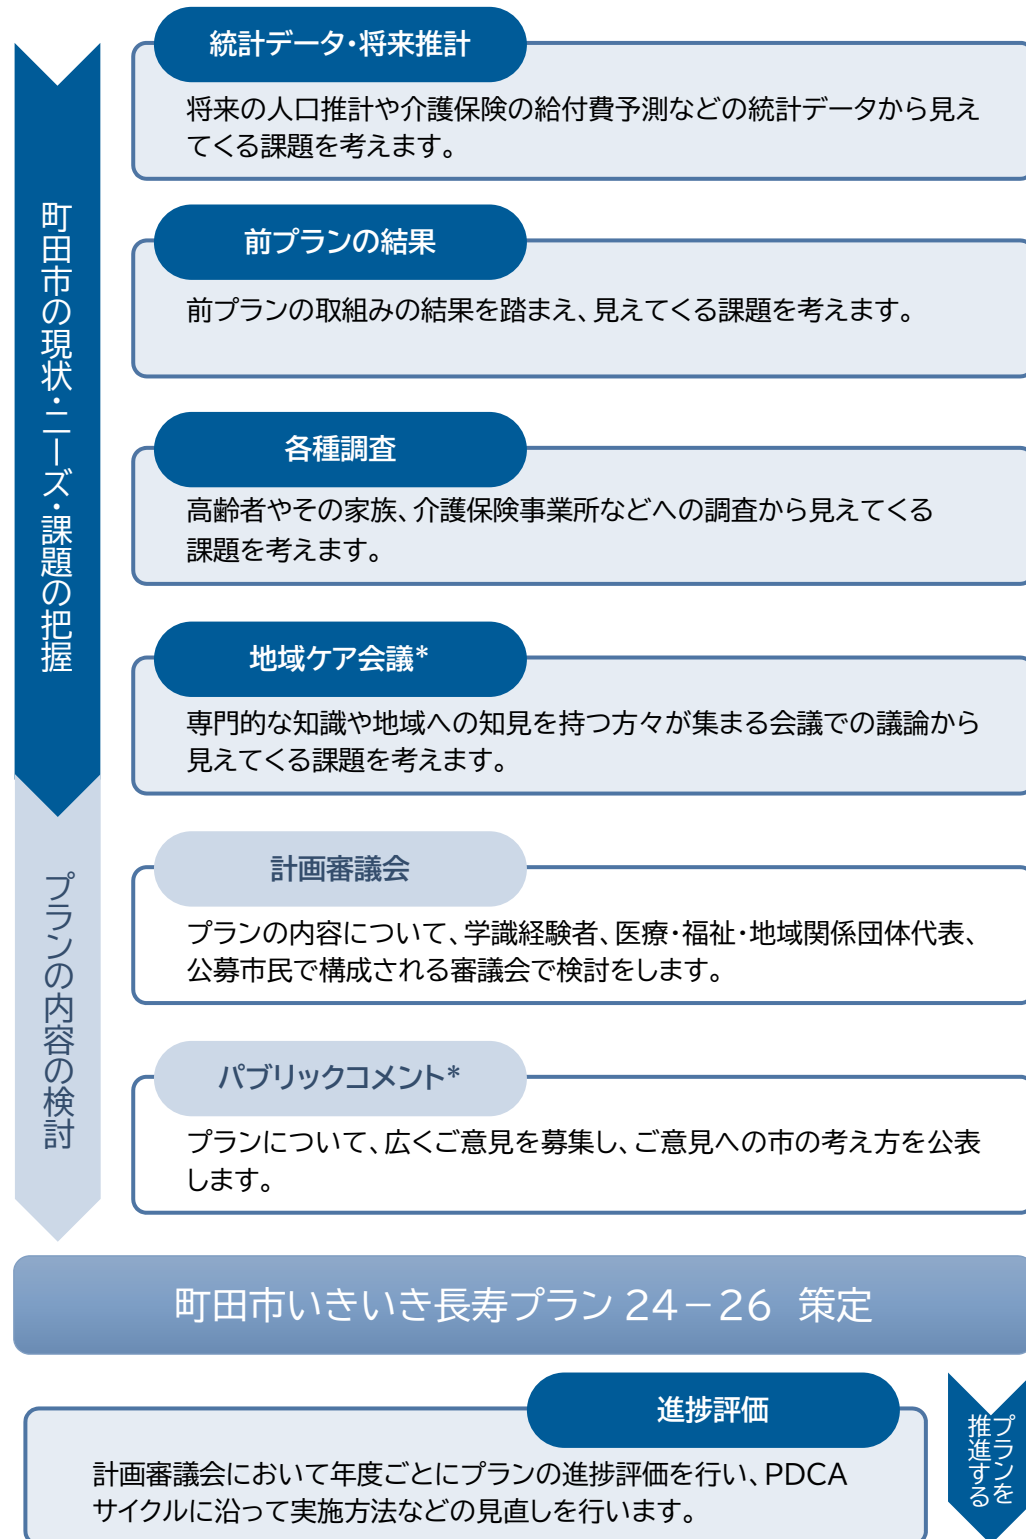 町田市の現状・ニーズ・課題の把握
統計データ・将来推計
将来の人口推計や介護保険の給付費予測などの統計データから見え
てくる課題を考えます。
前プランの結果
前プランの取組みの結果を踏まえ、見えてくる課題を考えます。
各種調査
高齢者やその家族、介護保険事業所などへの調査から見えてくる
課題を考えます。
地域ケア会議*
専門的な知識や地域への知見を持つ方々が集まる会議での議論から
見えてくる課題を考えます。
プランの内容の検討
計画審議会
プランの内容について、学識経験者、医療・福祉・地域関係団体代表、
公募市民で構成される審議会で検討をします。
パブリックコメント*
プランについて、広くご意見を募集し、ご意見への市の考え方を公表
します。
町田市いきいき長寿プラン 24－26 策定
進捗評価
計画審議会において年度ごとにプランの進捗評価を行い、PDCA
サイクルに沿って実施方法などの見直しを行います。
プランを
推進する